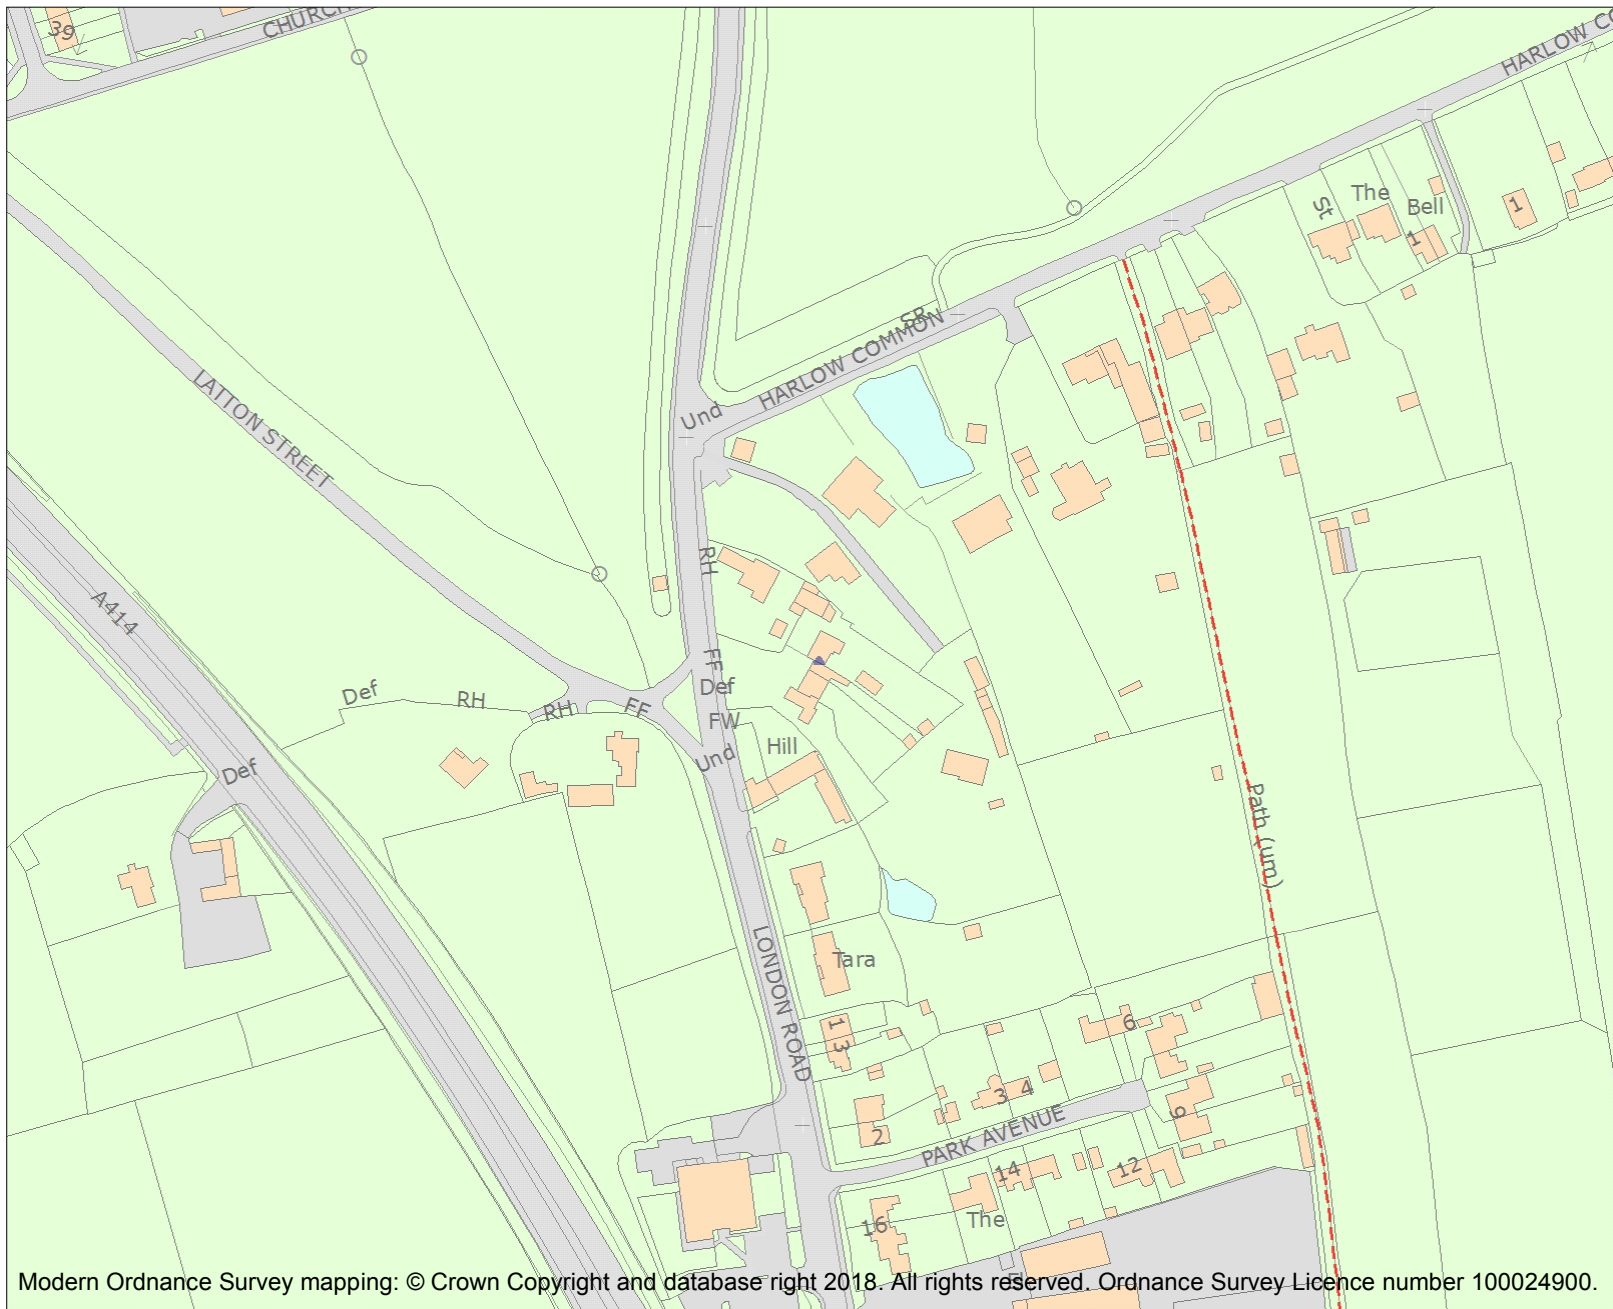 39
CHURCH
HARLOW CO
The
St
Bell
1
1
SR
HARLOW COMMON
Und
LATTON STREET
RH
A414
FF
Def
Def
RH
RH
FF
FW
Und
Hill
Def
Path (um)
LONDON ROAD
Tara
1
3
6
3
4
9
2
PARK AVENUE
14
12
16
The
Modern Ordnance Survey mapping: © Crown Copyright and database right 2018. All rights reserved. Ordnance Survey Licence number 100024900.